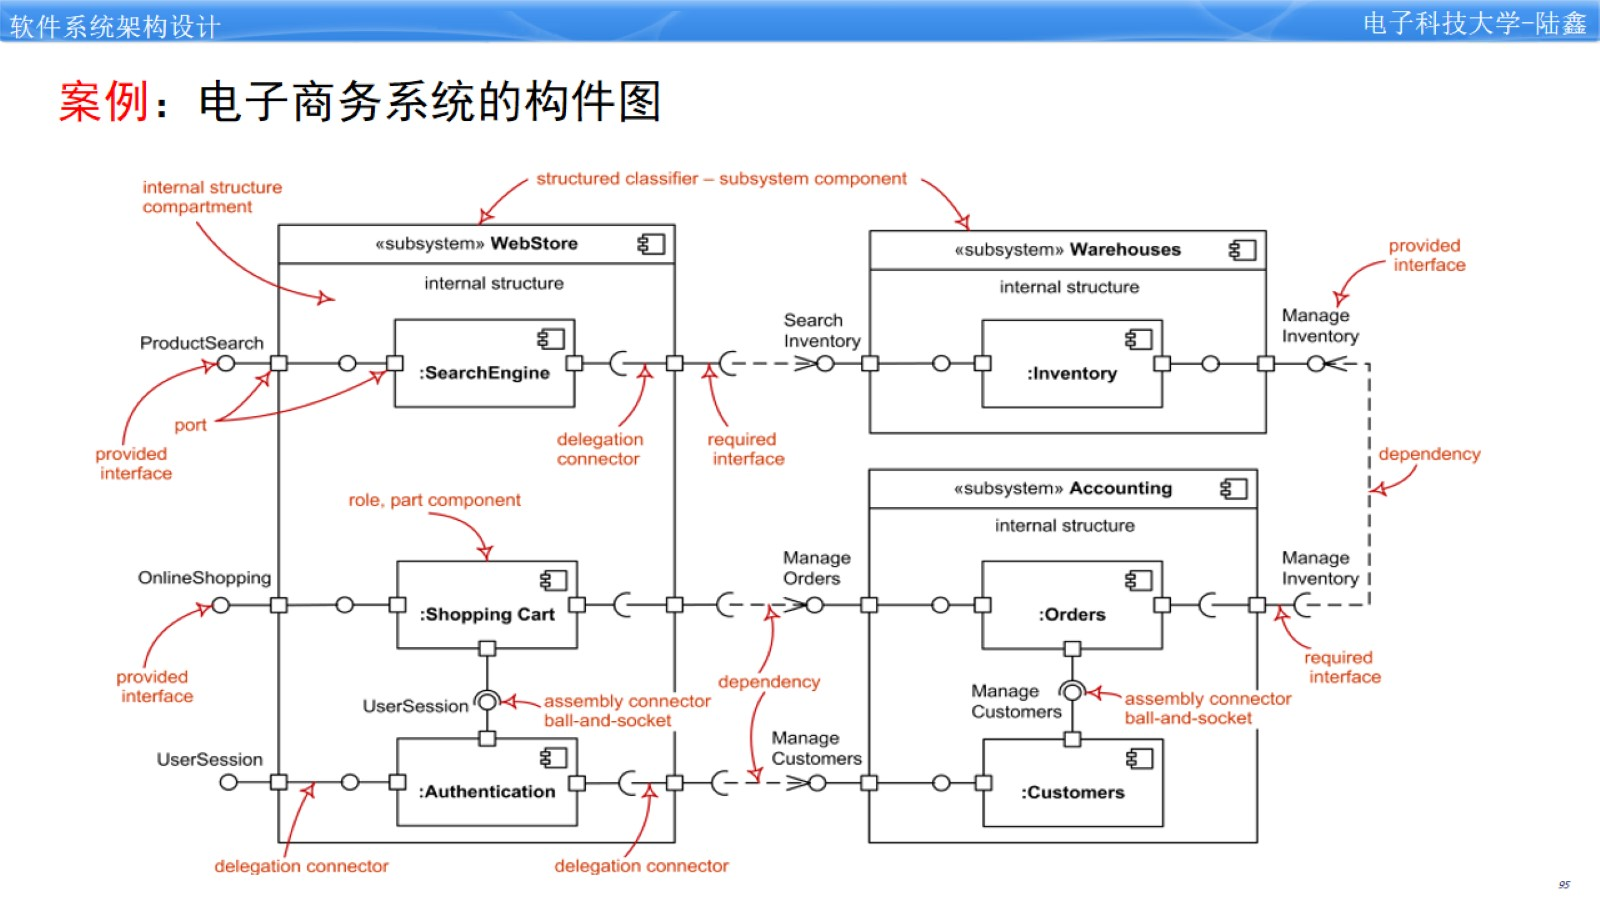 软件系统架构设计
电子科技大学-陆鑫
案例：电子商务系统的构件图
internal structure
compartment
structured classifier – subsystem component
«subsystem» WebStore
internal structure
«subsystem» Warehouses
internal structure
provided
interface
ProductSearch
:SearchEngine
Search
Inventory
:Inventory
Manage
Inventory
port
provided
interface
delegation
connector
required
interface
dependency
role, part component
«subsystem» Accounting
internal structure
OnlineShopping
:Shopping Cart
Manage
Orders
:Orders
Manage
Inventory
provided
interface
required
interface
dependency
UserSession
assembly connector
ball-and-socket
Manage
Customers
assembly connector
ball-and-socket
UserSession
:Authentication
Manage
Customers
:Customers
delegation connector
delegation connector
95